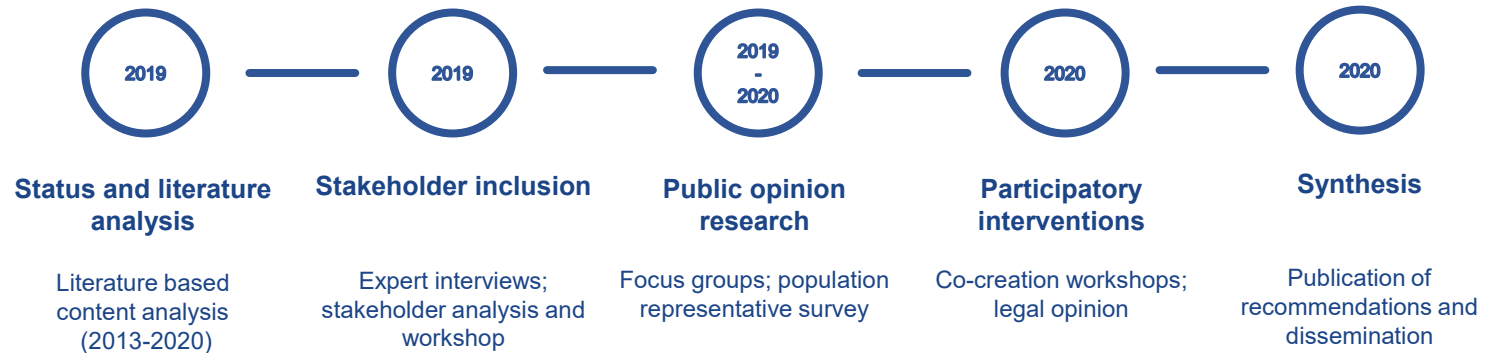 2019
2019
2019
-
2020
2020
2020
Status and literature
analysis
Stakeholder inclusion
Public opinion
research
Participatory
interventions
Synthesis
Literature based
content analysis
(2013-2020)
Expert interviews;
stakeholder analysis and
workshop
Focus groups; population
representative survey
Co-creation workshops;
legal opinion
Publication of
recommendations and
dissemination